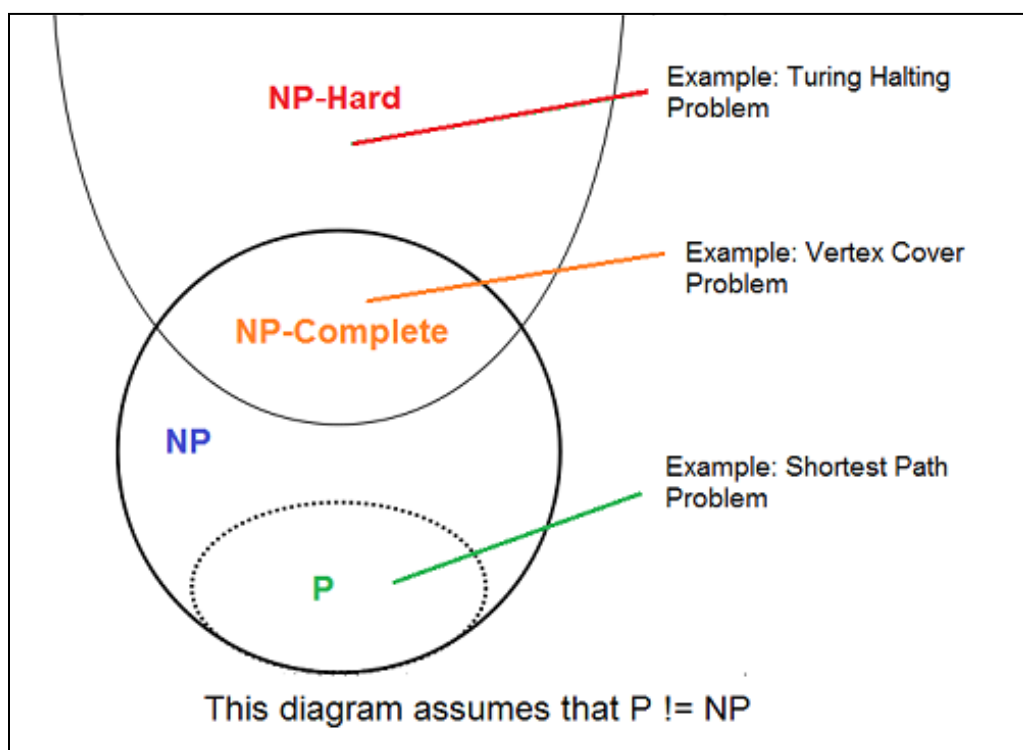 NP-Hard
Example: Turing Halting
Problem
Example: Vertex Cover
Problem
NP-Complete
NP
Example: Shortest Path
Problem
P
This diagram assumes that P != NP